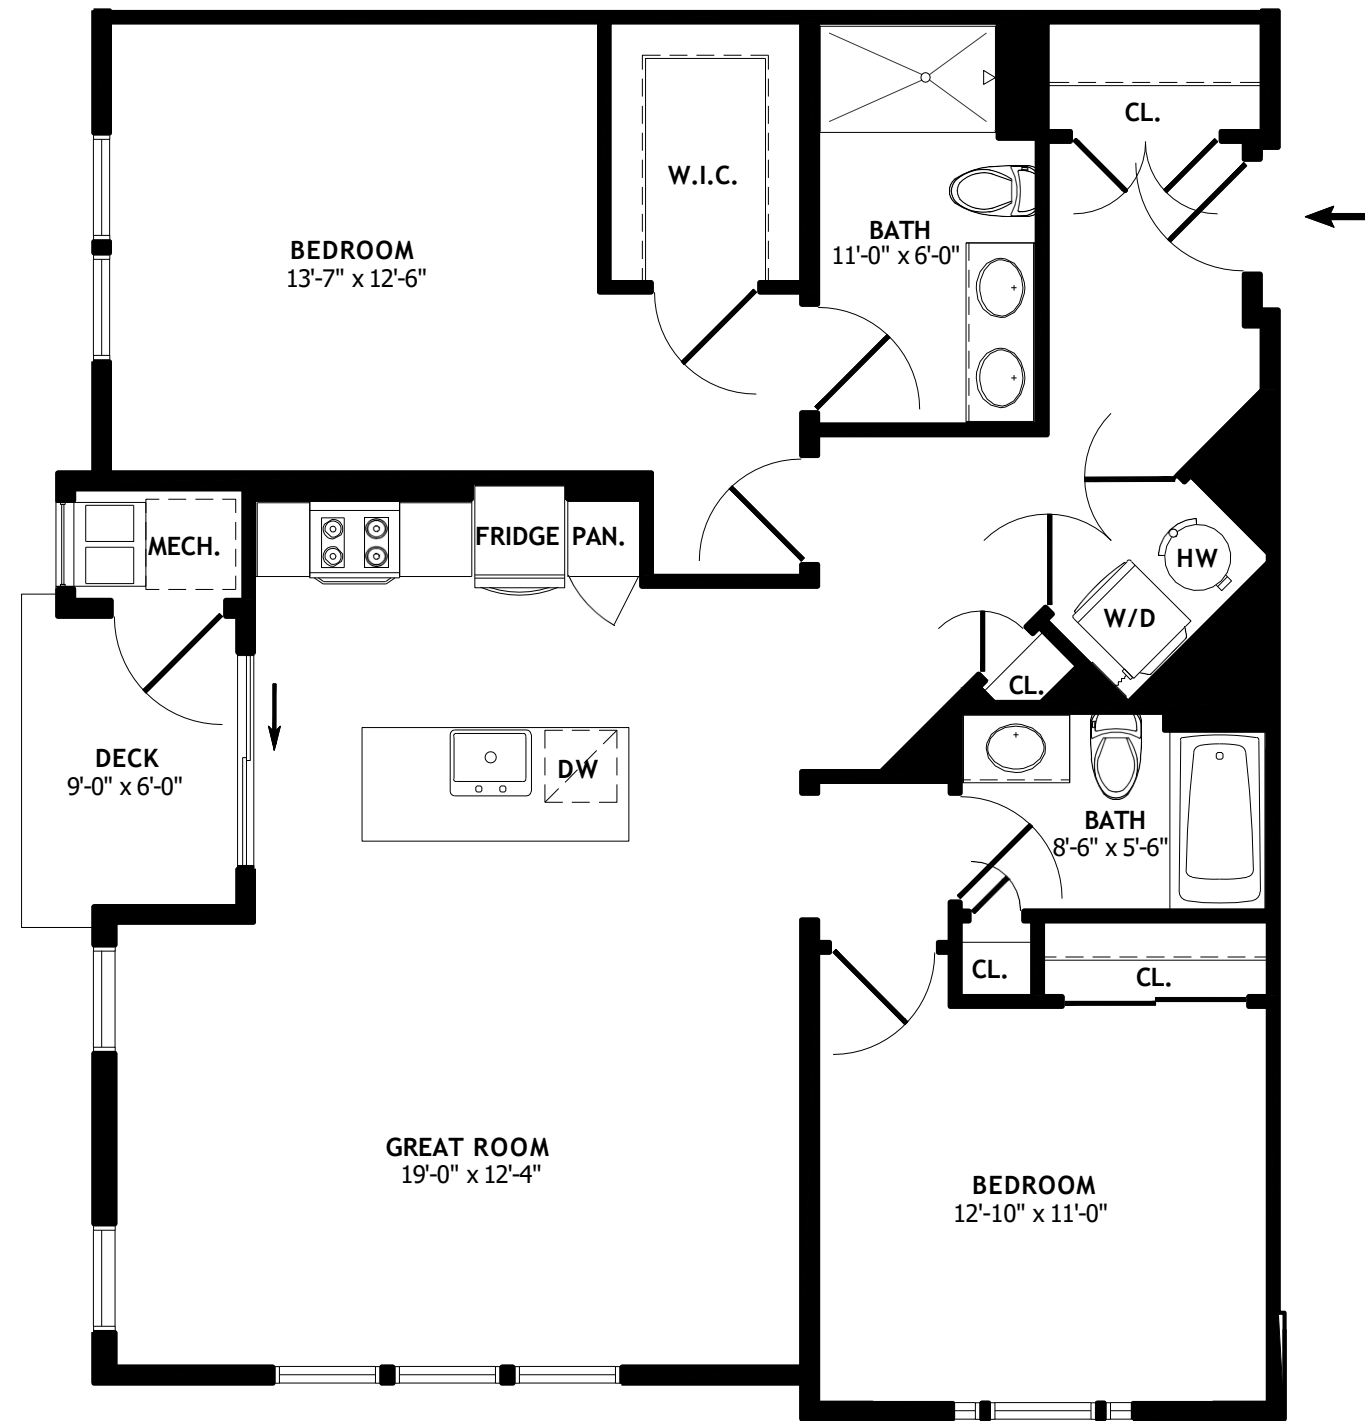 CL.
W.I.C.
BATH
11'-0" x 6'-0"
BEDROOM
13'-7" x 12'-6"
MECH.
FRIDGE
PAN.
HW
W/D
CL.
DECK
9'-0" x 6'-0"
DW
BATH
8'-6" x 5'-6"
CL.
CL.
GREAT ROOM
19'-0" x 12'-4"
BEDROOM
12'-10" x 11'-0"